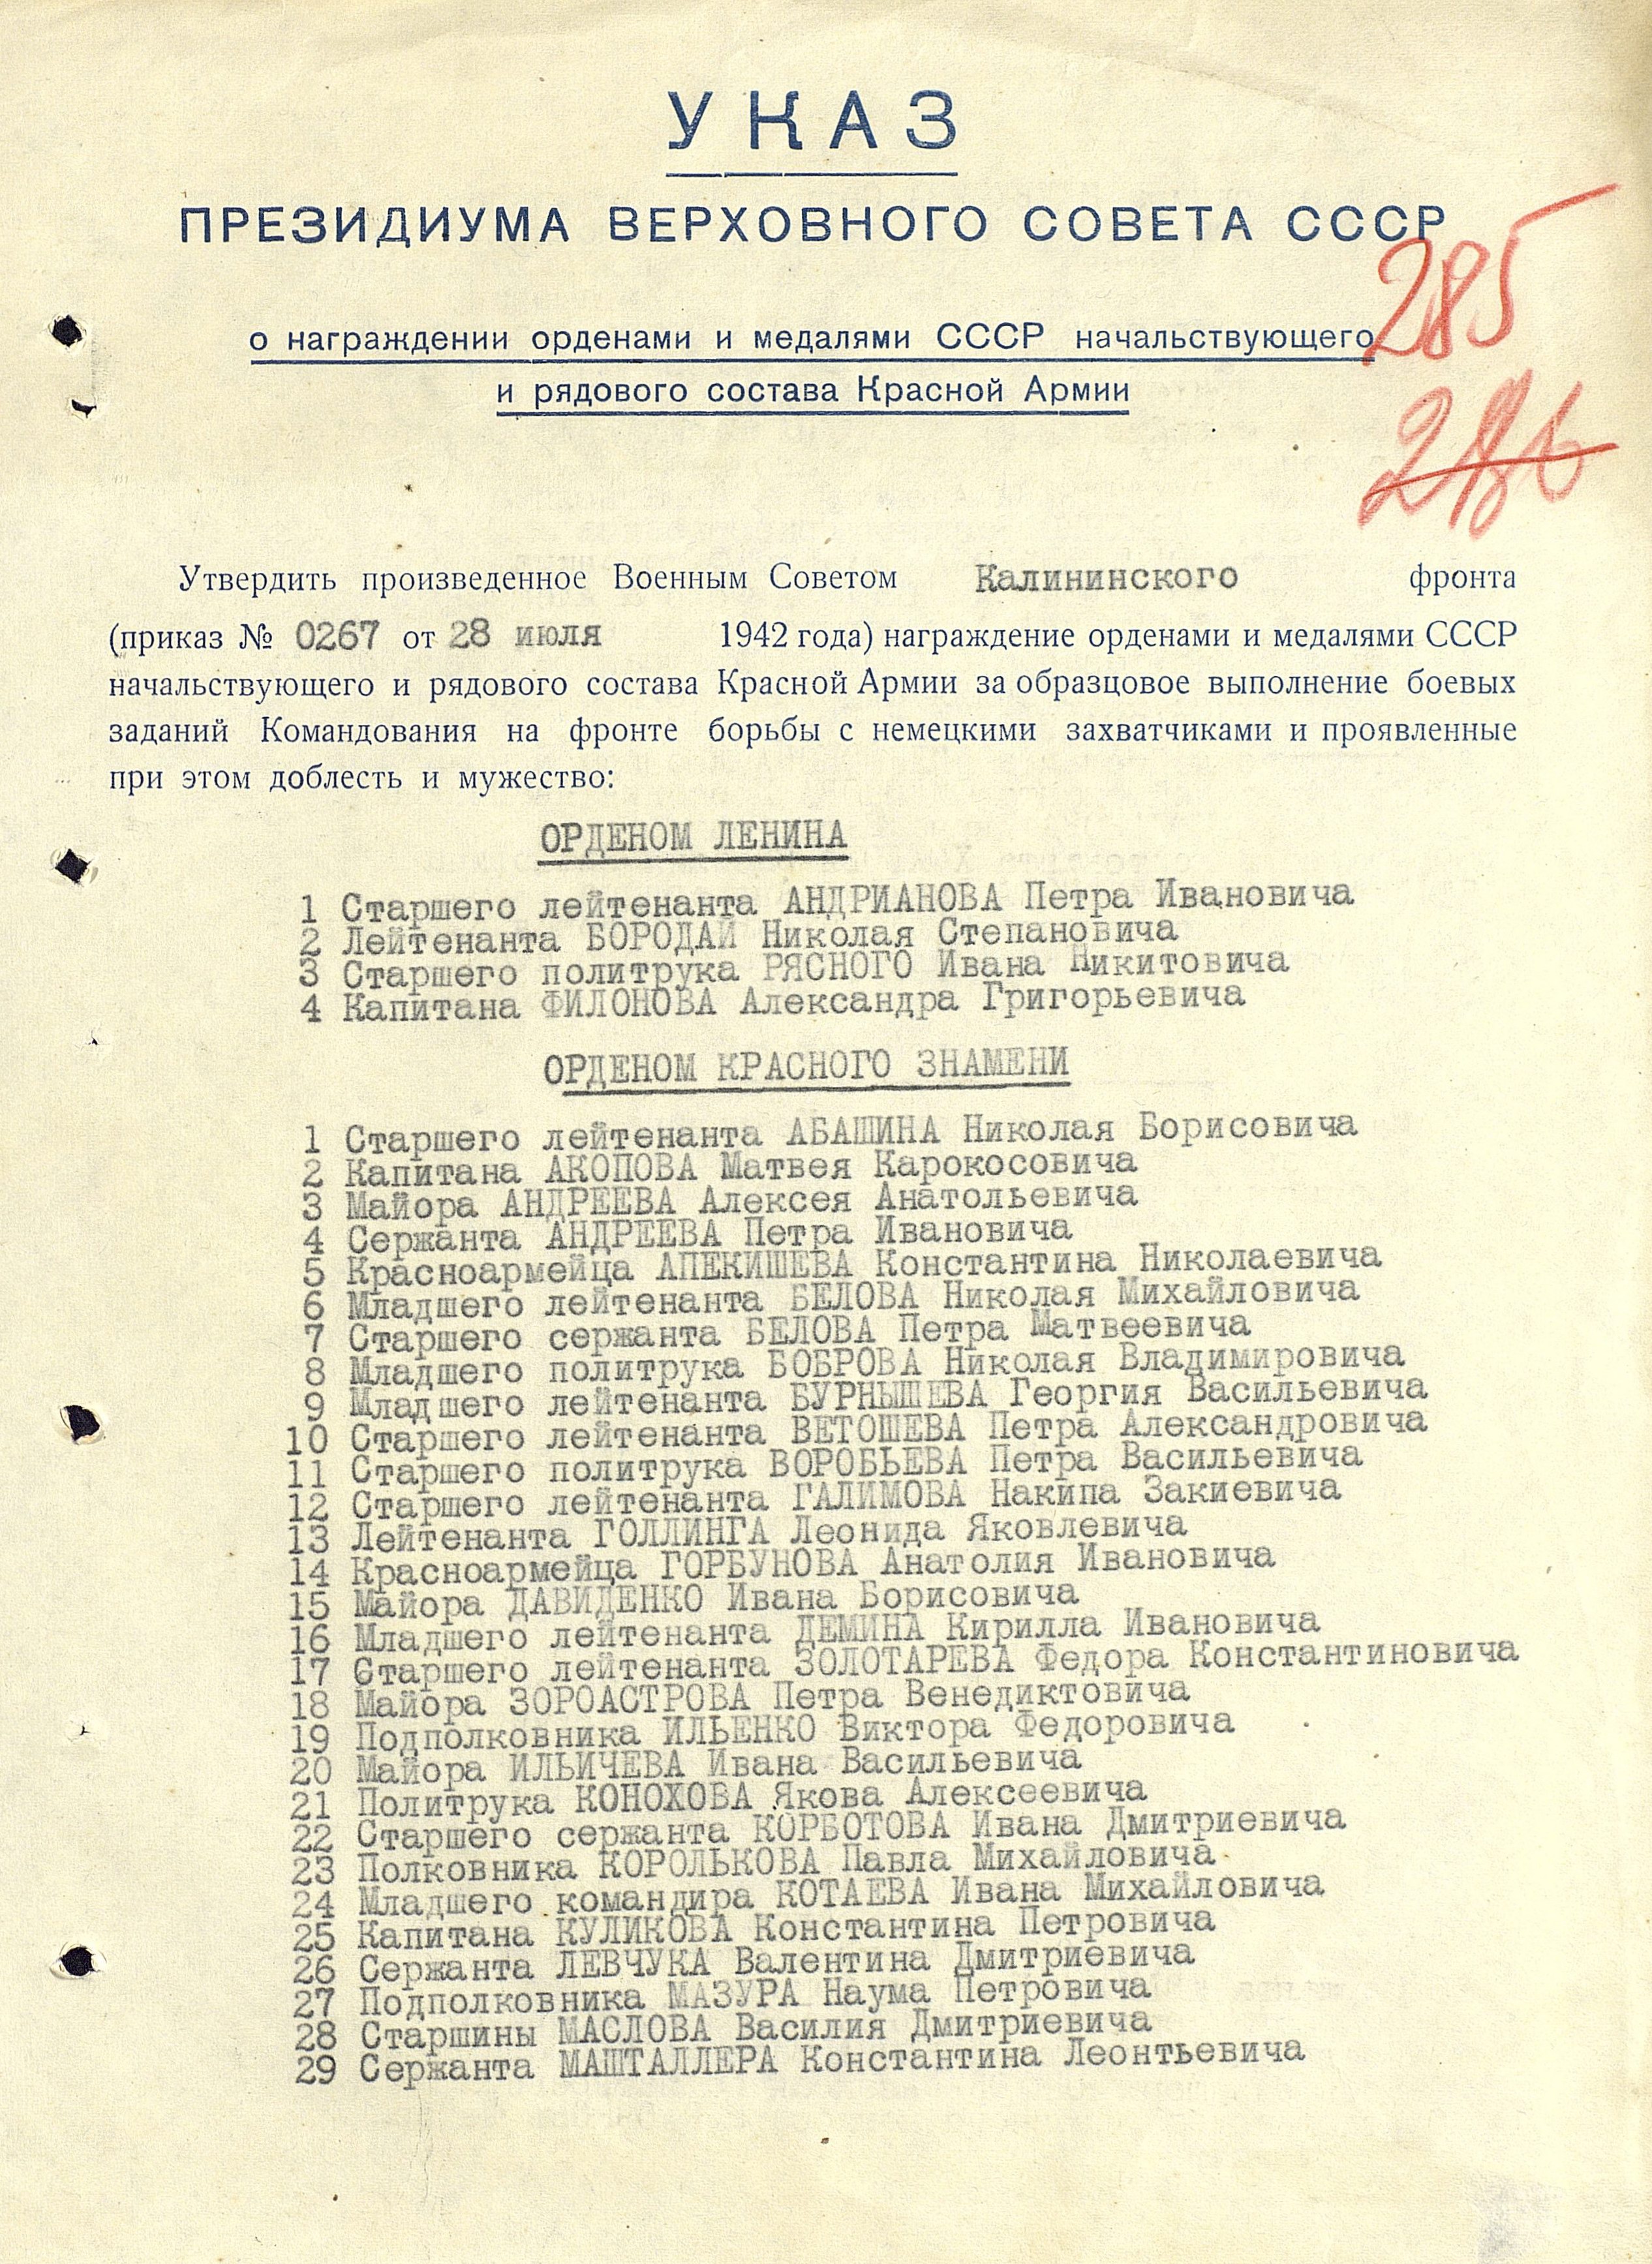 УКАЗ
ПРЕЗИДИУМА ВЕРХОВНОГО СОВЕТА СССР
285
о награждении орденами и медалями СССР начальствующего
и рядового состава Красной Армии
286
Утвердить произведенное Военным Советом Калининского фронта
(приказ № 0267 от 28 июля 1942 года) награждение орденами и медалями СССР
начальствующего и рядового состава Красной Армии за образцовое выполнение боевых
заданий Командования на фронте борьбы с немецкими захватчиками и проявленные
при этом доблесть и мужество:
ОРДЕНОМ ЛЕНИНА
1 Старшего лейтенанта АНДРИАНОВА Петра Ивановича
2 Лейтенанта БОРОДАЙ Николая Степановича
3 Старшего политрука РЯСНОГО Ивана Никитовича
4 Капитана ФИЛОНОВА Александра Григорьевича
ОРДЕНОМ КРАСНОГО ЗНАМЕНИ
1 Старшего лейтенанта АБАШИНА Николая Борисовича
2 Капитана АКОПОВА Матвея Карокосовича
3 Майора АНДРЕЕВА Алексея Анатольевича
4 Сержанта АНДРЕЕВА Петра Ивановича
5 Красноармейца АПЕКИШЕВА Константина Николаевича
6 Младшего лейтенанта БЕЛОВА Николая Михайловича
7 Старшего сержанта БЕЛОВА Петра Матвеевича
8 Младшего политрука БОБРОВА Николая Владимировича
9 Младшего лейтенанта БУРНЫШЕВА Георгия Васильевича
10 Старшего лейтенанта ВЕТОШЕВА Петра Александровича
11 Старшего политрука ВОРОБЬЕВА Петра Васильевича
12 Старшего лейтенанта ГАЛИМОВА Накипа Закиевича
13 Лейтенанта ГОЛЛИНГА Леонида Яковлевича
14 Красноармейца ГОРБУНОВА Анатолия Ивановича
15 Майора ДАВИДЕНКО Ивана Борисовича
16 Младшего лейтенанта ДЕМИНА Кирилла Ивановича
17 Старшего лейтенанта ЗОЛОТАРЕВА Федора Константиновича
18 Майора ЗОРОАСТРОВА Петра Венедиктовича
19 Подполковника ИЛЬЕНКО Виктора Федоровича
20 Майора ИЛЬИЧЕВА Ивана Васильевича
21 Политрука КОНОХОВА Якова Алексеевича
22 Старшего сержанта КОРБОТОВА Ивана Дмитриевича
23 Полковника КОРОЛЬКОВА Павла Михайловича
24 Младшего командира КОТАЕВА Ивана Михайловича
25 Капитана КУЛИКОВА Константина Петровича
26 Сержанта ЛЕВЧУКА Валентина Дмитриевича
27 Подполковника МАЗУРА Наума Петровича
28 Старшины МАСЛОВА Василия Дмитриевича
29 Сержанта МАШТАЛЛЕРА Константина Леонтьевича